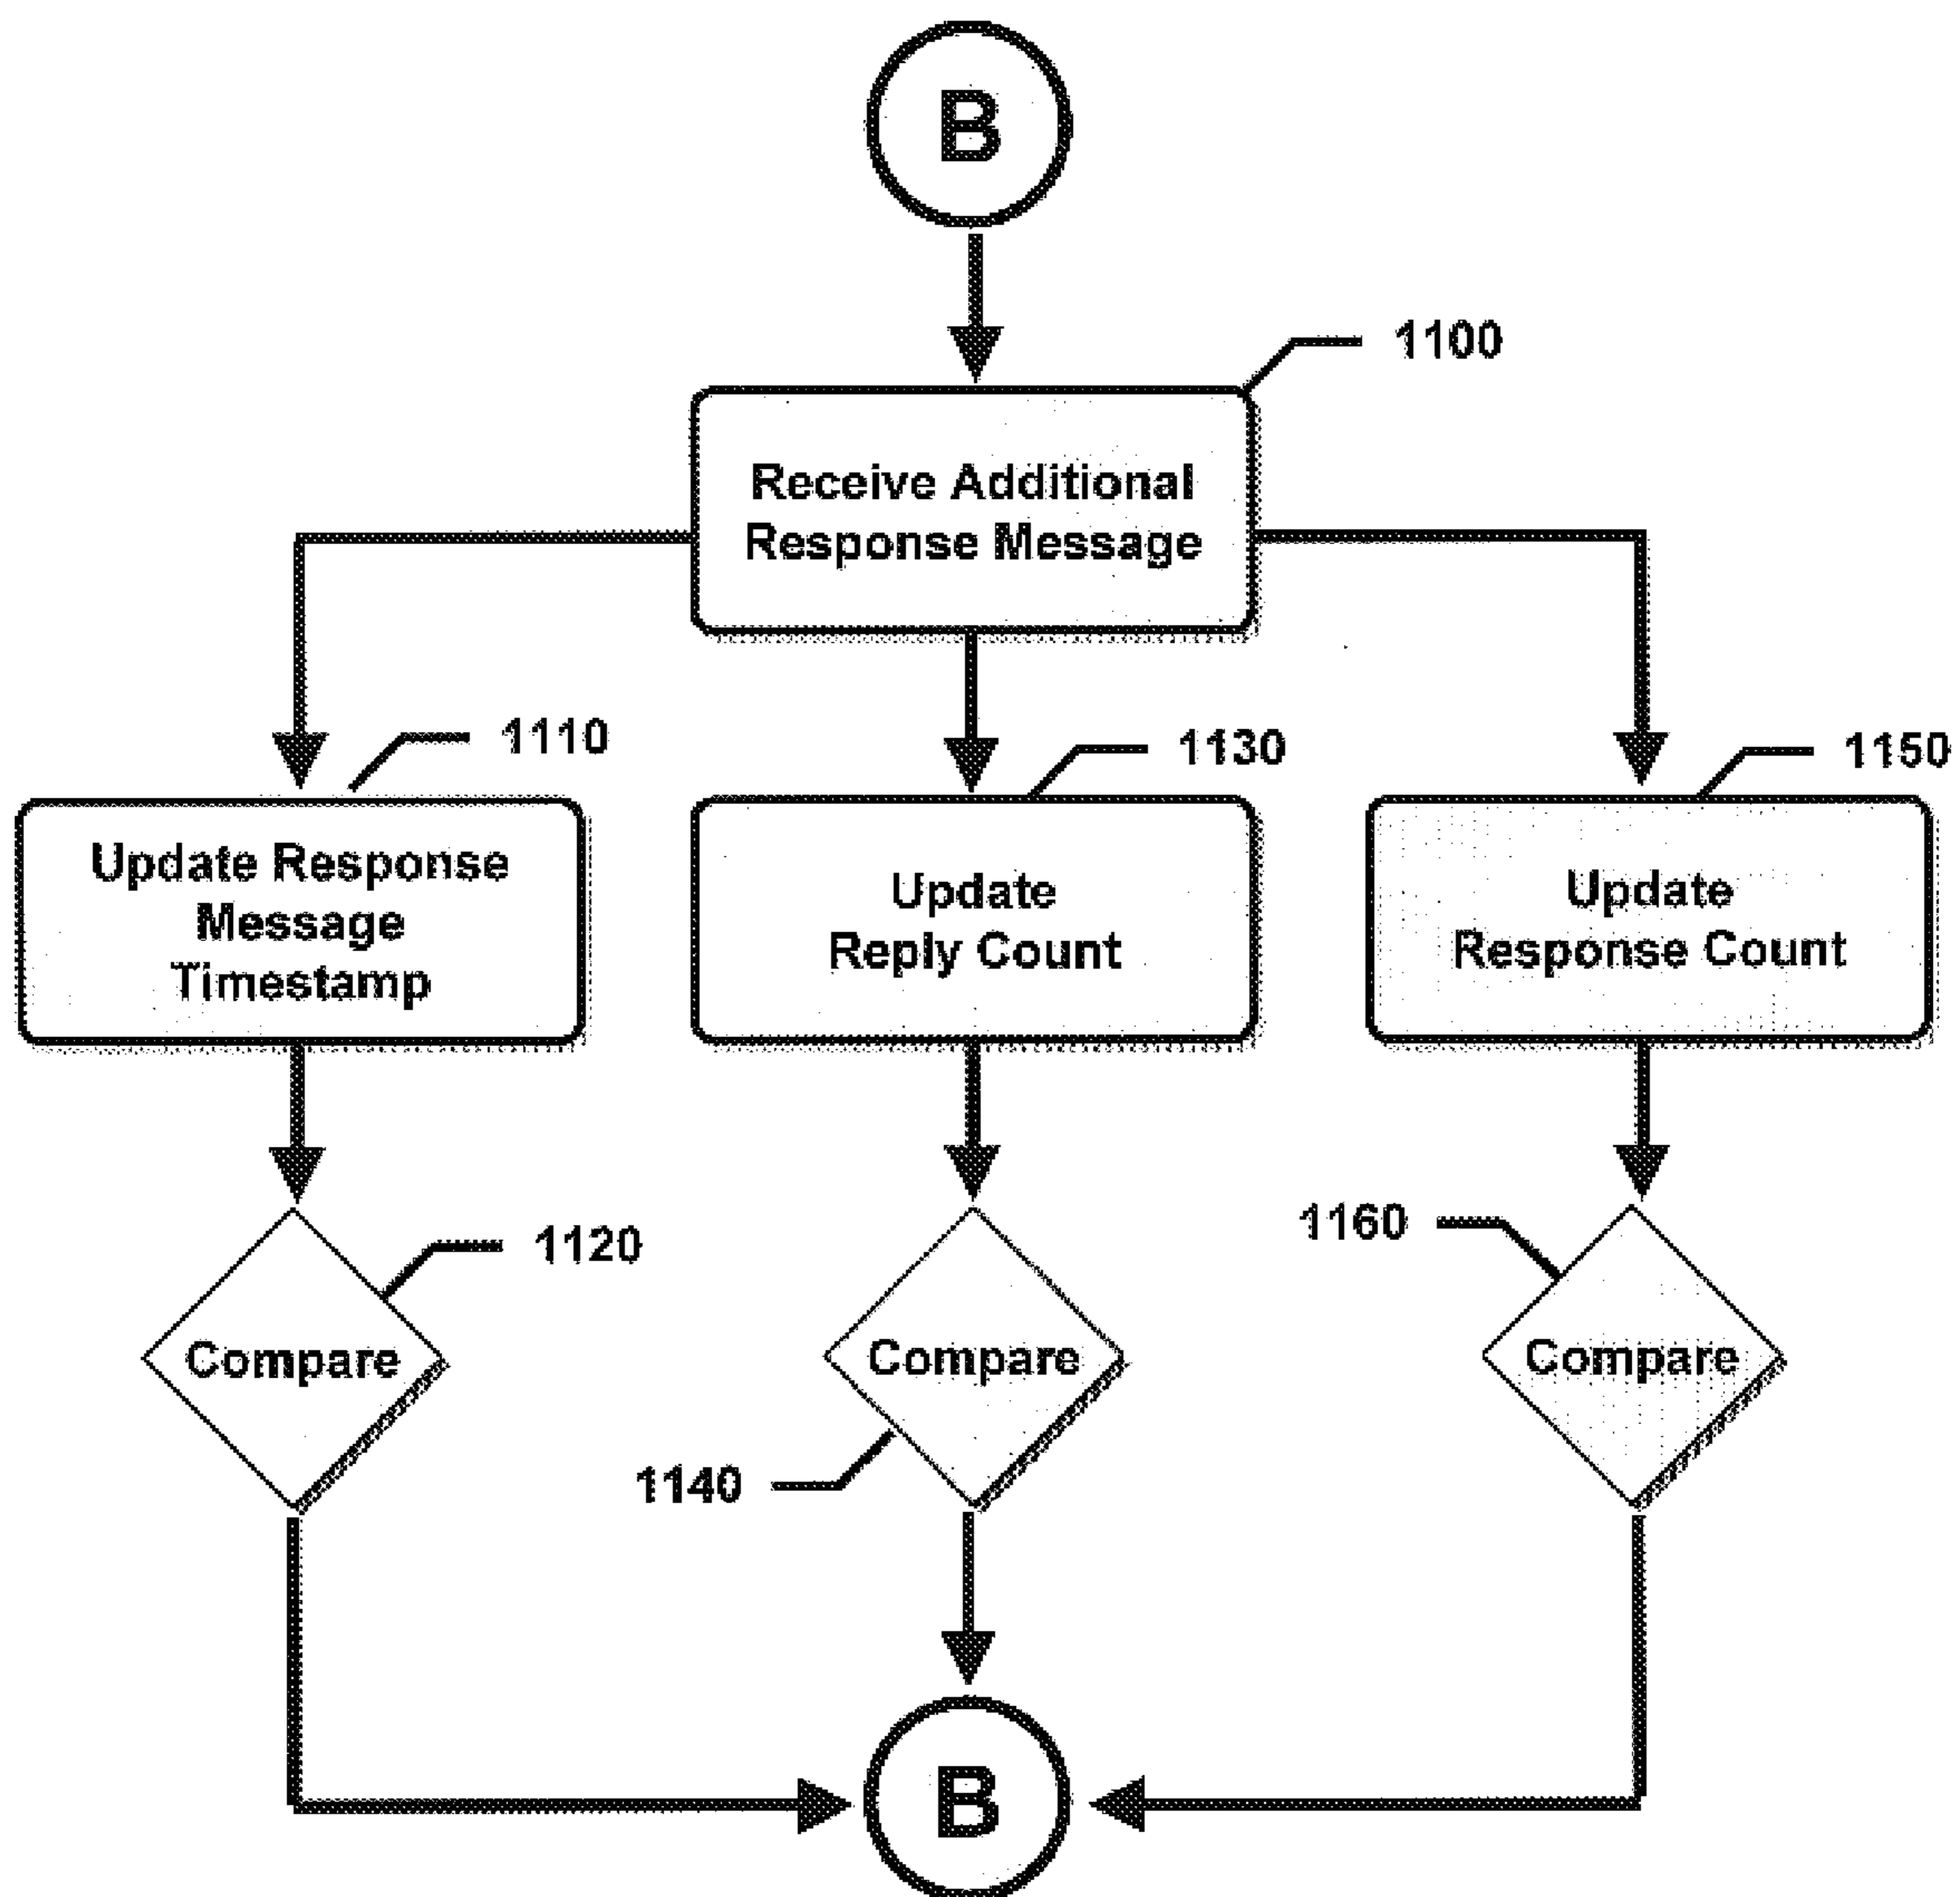 B
1100
Receive Additional
Response Message
1110
1130
1150
Update Response
Message
Timestamp
Update
Reply Count
Update
Response Count
1120
Compare
1140
Compare
1160
Compare
B